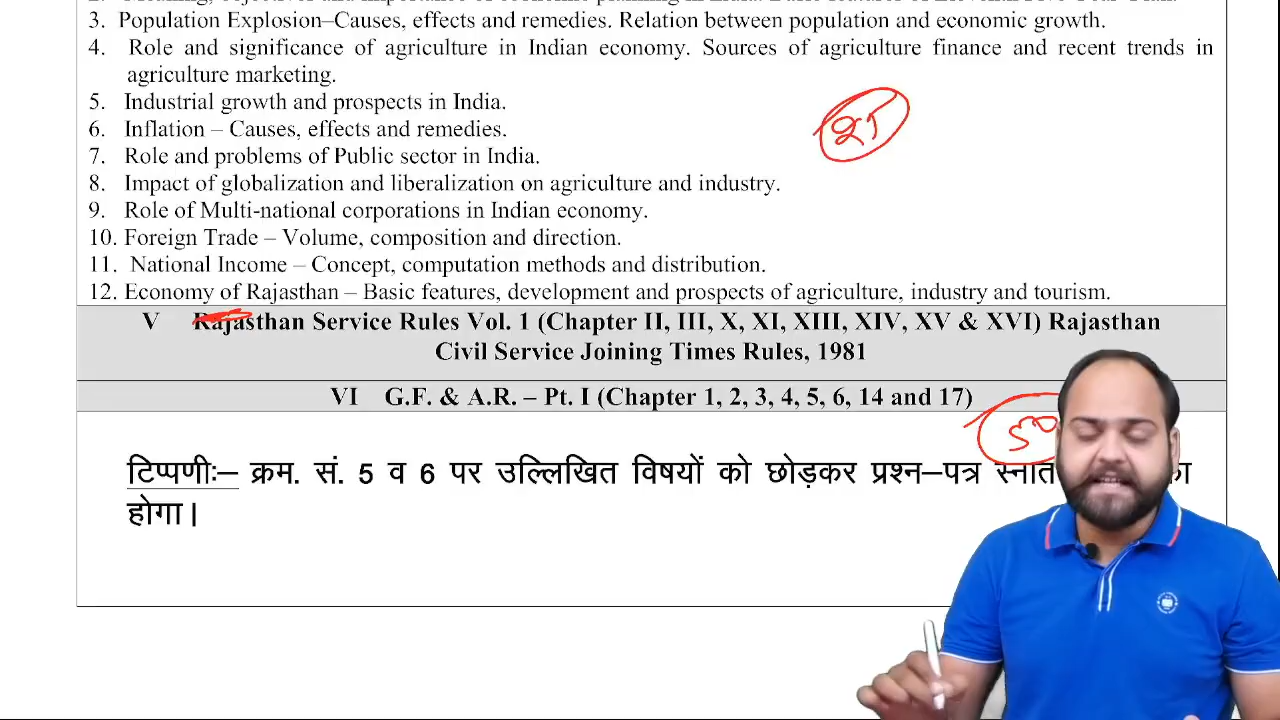 3. Population Explosion–Causes, effects and remedies. Relation between population and economic growth.
4. Role and significance of agriculture in Indian economy. Sources of agriculture finance and recent trends in
agriculture marketing.
5. Industrial growth and prospects in India.
6. Inflation – Causes, effects and remedies.
7. Role and problems of Public sector in India.
8. Impact of globalization and liberalization on agriculture and industry.
9. Role of Multi-national corporations in Indian economy.
10. Foreign Trade – Volume, composition and direction.
11. National Income – Concept, computation methods and distribution.
12. Economy of Rajasthan – Basic features, development and prospects of agriculture, industry and tourism.
V Rajasthan Service Rules Vol. 1 (Chapter II, III, X, XI, XIII, XIV, XV & XVI) Rajasthan
Civil Service Joining Times Rules, 1981
VI G.F. & A.R. – Pt. I (Chapter 1, 2, 3, 4, 5, 6, 14 and 17)
50
टिप्पणीः– क्रम. सं. 5 व 6 पर उल्लिखित विषयों को छोड़कर प्रश्न–पत्र
होगा।